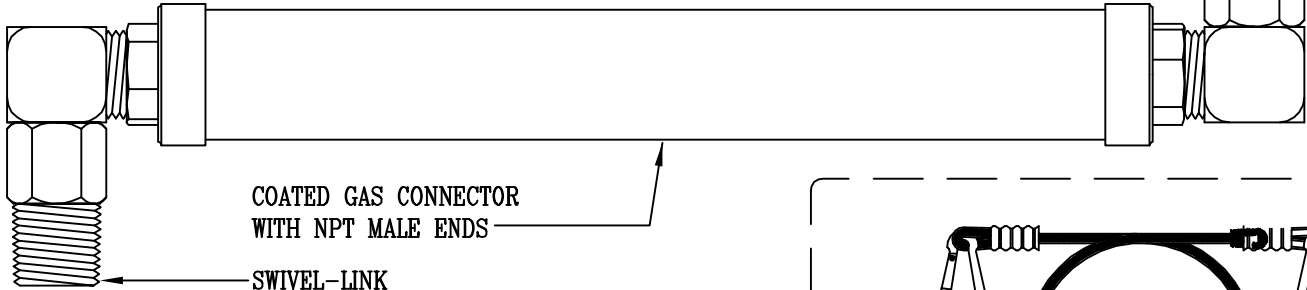 COATED GAS CONNECTOR
WITH NPT MALE ENDS
SWIVEL-LINK